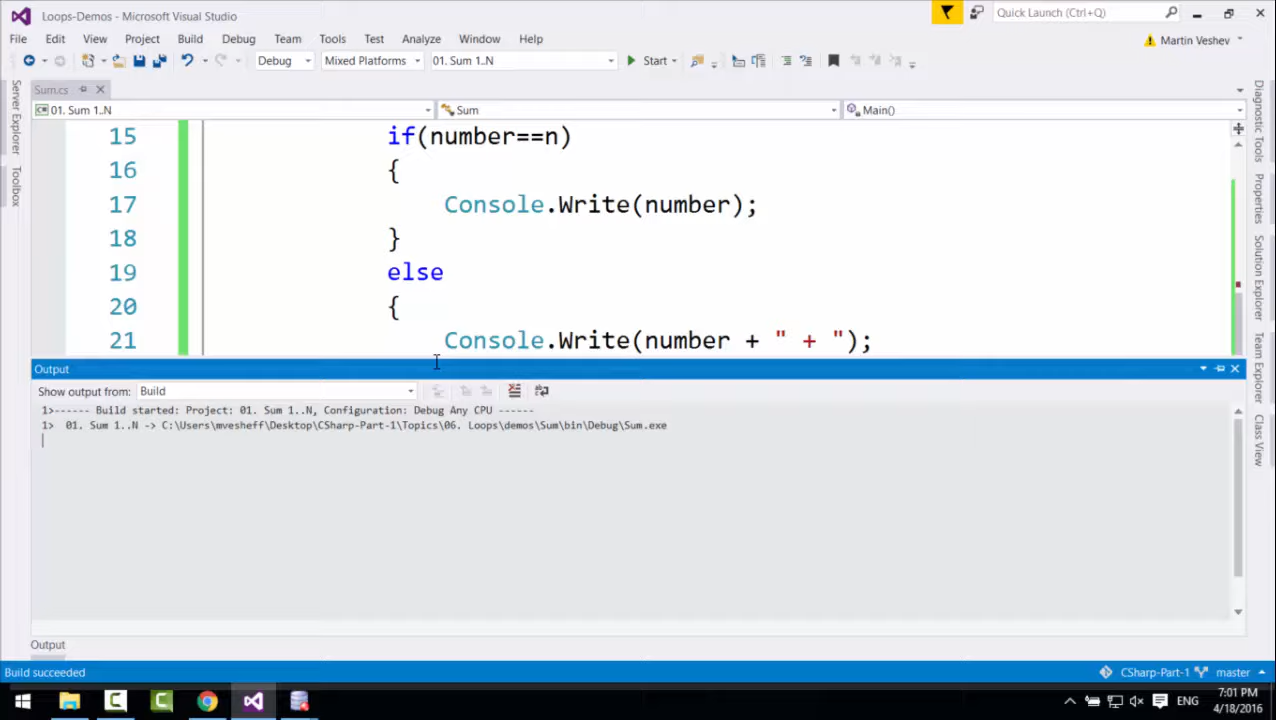 Loops-Demos - Microsoft Visual Studio
Quick Launch (Ctrl+Q)
File Edit View Project Build Debug Team Tools Test Analyze Window Help
Martin Veshev
Debug Mixed Platforms 01. Sum 1..N Start
Sum.cs
01. Sum 1..N Sum Main()
15 if(number==n)
16 {
17 Console.Write(number);
18 }
19 else
20 {
21 Console.Write(number + " + ");
Output
Show output from: Build
1>------ Build started: Project: 01. Sum 1..N, Configuration: Debug Any CPU ------
1> 01. Sum 1..N -> C:\Users\mvesheff\Desktop\CSharp-Part-1\Topics\06. Loops\demos\Sum\bin\Debug\Sum.exe
Output
Build succeeded
CSharp-Part-1 master
Server Explorer
Toolbox
Diagnostic Tools
Properties
Solution Explorer
Team Explorer
Class View
ENG
7:01 PM
4/18/2016